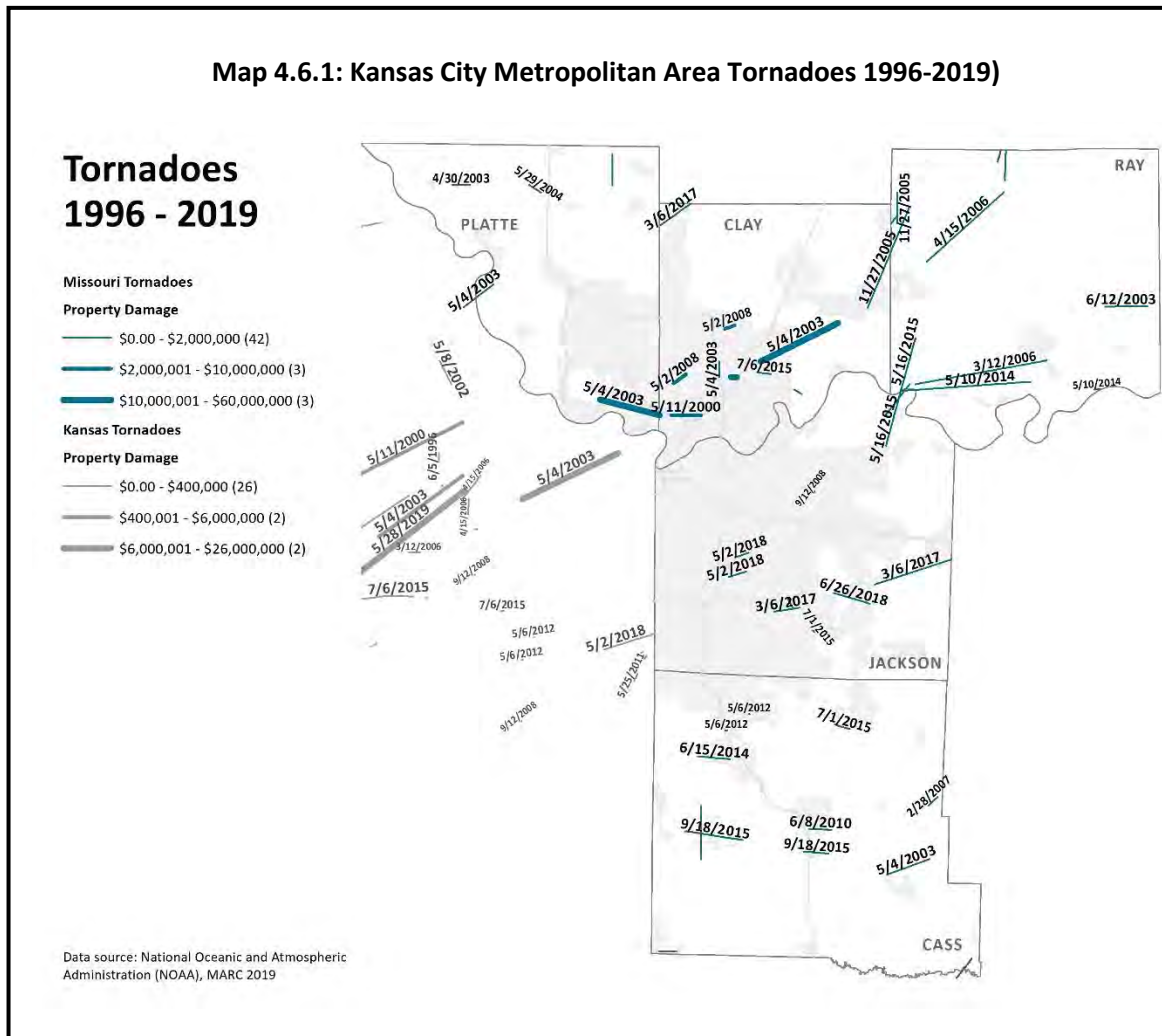 Map 4.6.1: Kansas City Metropolitan Area Tornadoes 1996-2019)
Tornadoes
1996 - 2019
Missouri Tornadoes
Property Damage
$0.00 - $2,000,000 (42)
$2,000,001 - $10,000,000 (3)
$10,000,001 - $60,000,000 (3)
Kansas Tornadoes
Property Damage
$0.00 - $400,000 (26)
$400,001 - $6,000,000 (2)
$6,000,001 - $26,000,000 (2)
Data source: National Oceanic and Atmospheric
Administration (NOAA), MARC 2019
4/30/2003
5/29/2004
3/6/2017
PLATTE
CLAY
RAY
11/27/2005
4/15/2006
11/27/2005
5/4/2003
6/12/2003
5/2/2008
5/4/2003
5/8/2002
5/2/2008
5/4/2003
7/6/2015
5/16/2015
3/12/2006
5/10/2014
5/10/2014
5/4/2003
5/11/2000
5/16/2015
5/11/2000
6/5/1996
5/4/2003
4/15/2006
9/12/2008
5/4/2003
5/28/2019
4/15/2006
3/12/2006
5/2/2018
5/2/2018
9/12/2008
3/6/2017
7/6/2015
6/26/2018
7/6/2015
3/6/2017
7/1/2015
5/6/2012
5/6/2012
5/2/2018
5/25/2011
JACKSON
9/12/2008
5/6/2012
5/6/2012
7/1/2015
6/15/2014
2/28/2007
9/18/2015
6/8/2010
9/18/2015
5/4/2003
CASS